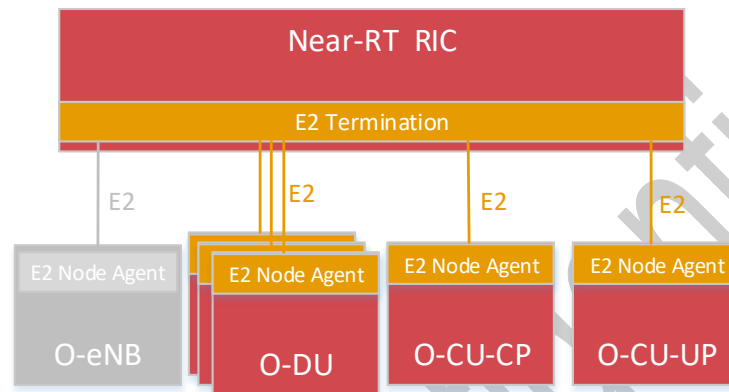 Near-RT RIC
E2 Termination
E2 E2 E2 E2
E2 Node Agent E2 Node Agent E2 Node Agent E2 Node Agent
O-eNB O-DU O-CU-CP O-CU-UP